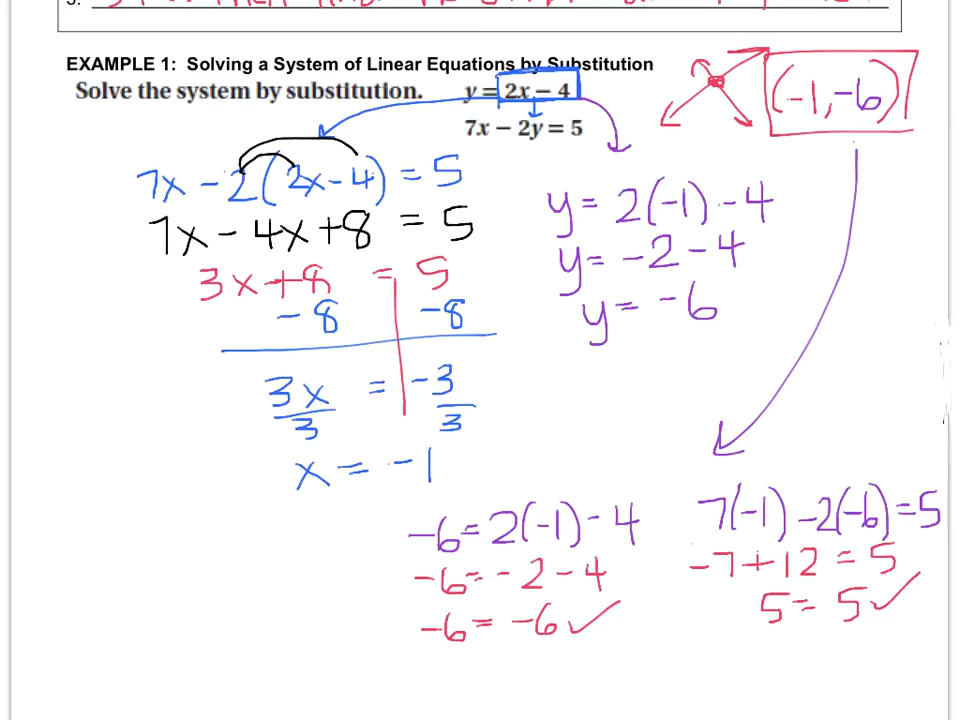 3.
EXAMPLE 1: Solving a System of Linear Equations by Substitution
Solve the system by substitution. y = 2x − 4
7x − 2y = 5
(-1, -6)
7x - 2(2x - 4) = 5
7x - 4x + 8 = 5
3x + 8 = 5
- 8 - 8
3x = -3
3 3
x = -1
y = 2(-1) - 4
y = -2 - 4
y = -6
-6 = 2(-1) - 4
-6 = -2 - 4
-6 = -6 ✓
7(-1) - 2(-6) = 5
-7 + 12 = 5
5 = 5 ✓